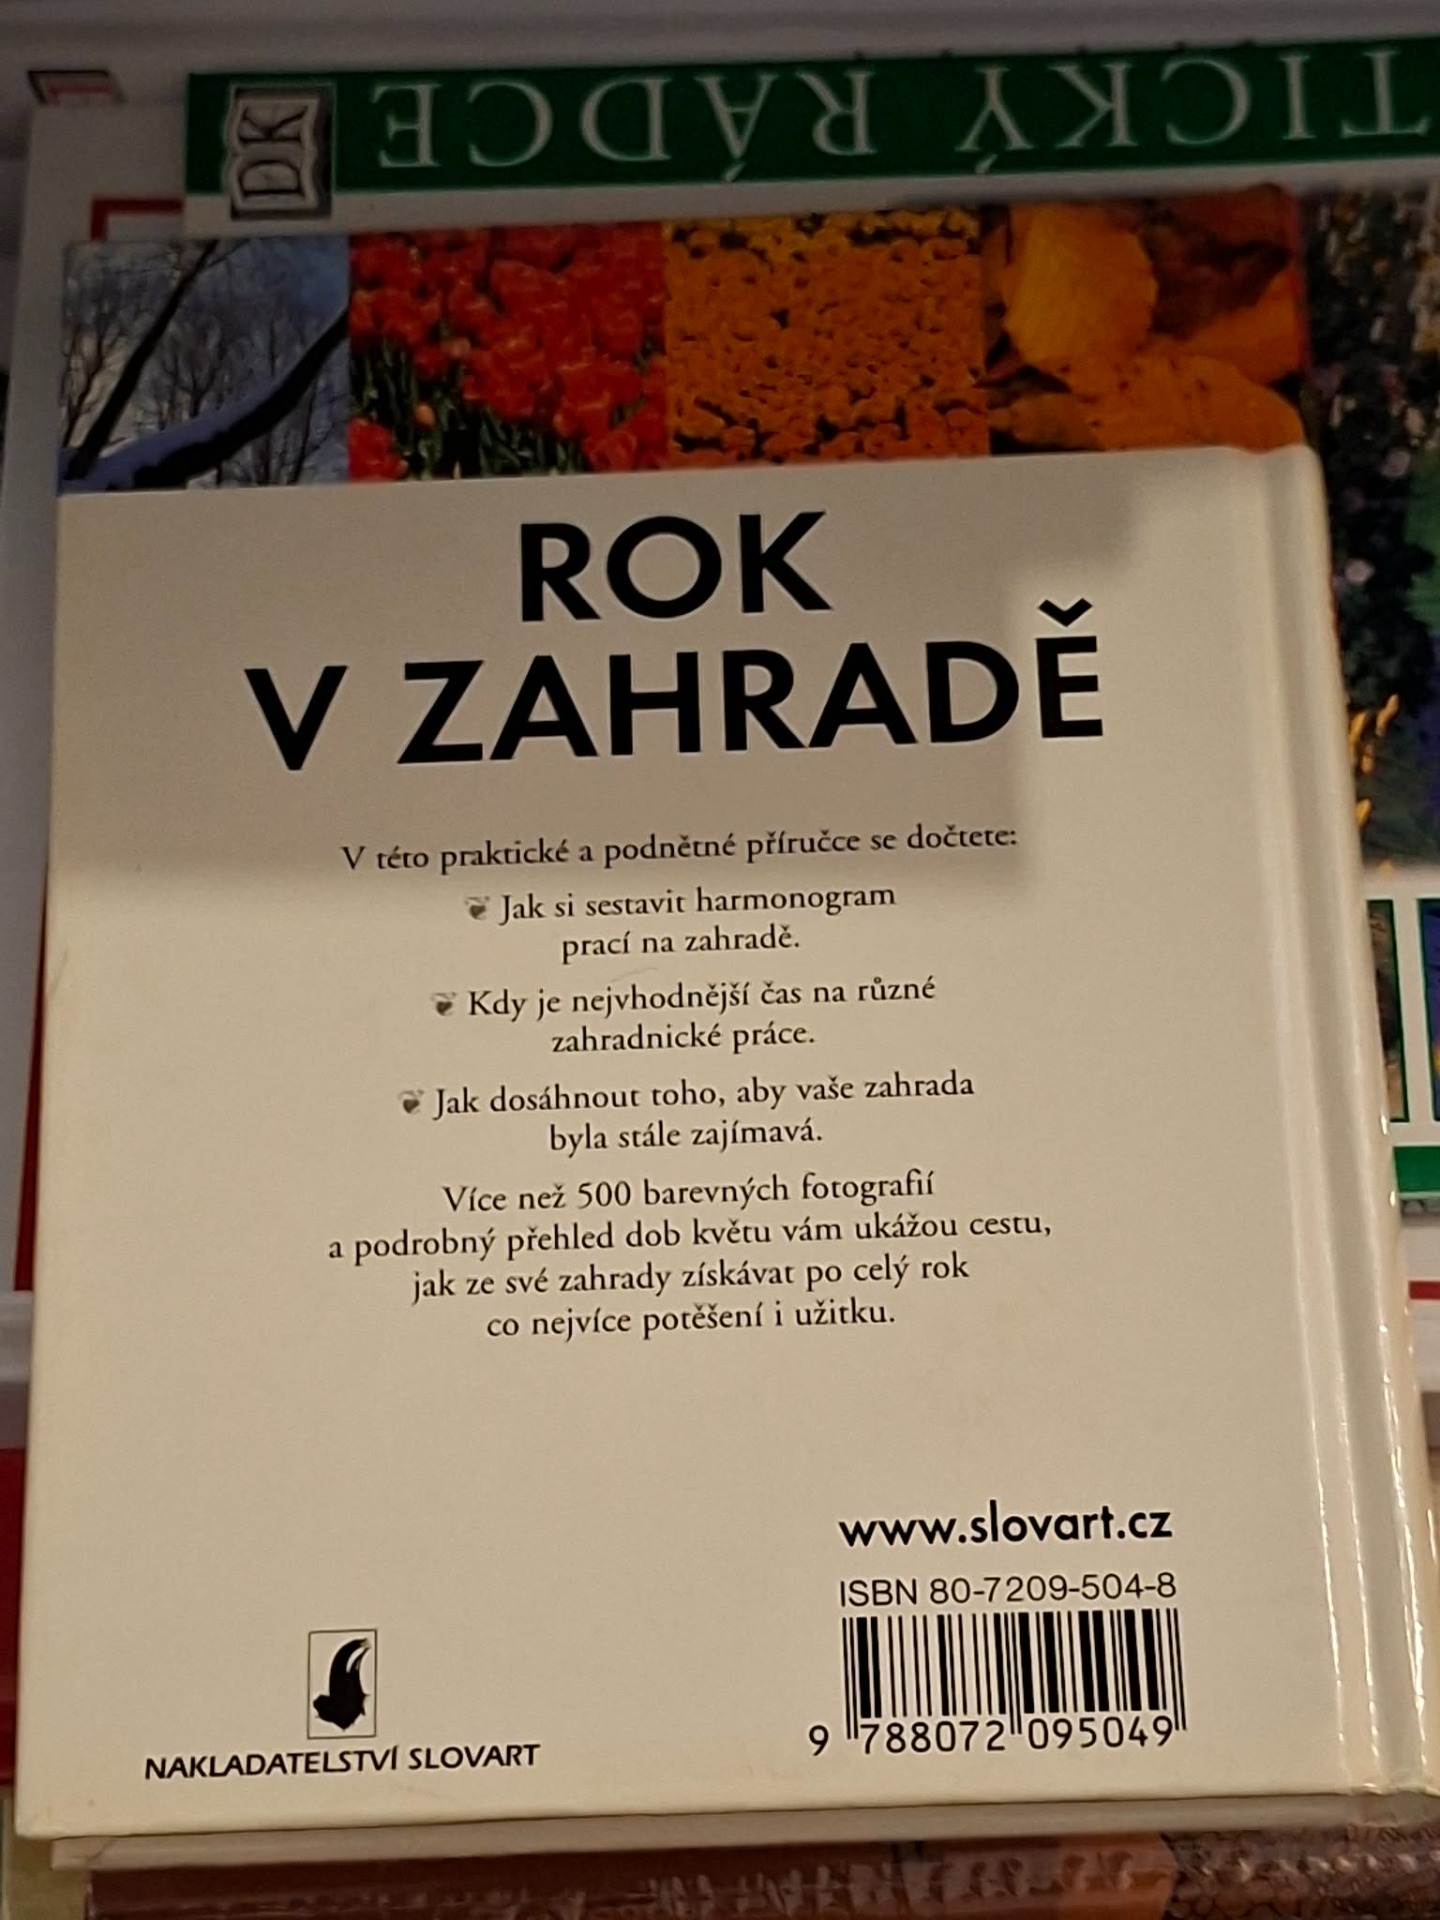 TICKÝ RÁDCE
DK
ROK
V ZAHRADĚ
V této praktické a podnětné příručce se dočtete:
Jak si sestavit harmonogram
prací na zahradě.
Kdy je nejvhodnější čas na různé
zahradnické práce.
Jak dosáhnout toho, aby vaše zahrada
byla stále zajímavá.
Více než 500 barevných fotografií
a podrobný přehled dob květu vám ukážou cestu,
jak ze své zahrady získávat po celý rok
co nejvíce potěšení i užitku.
www.slovart.cz
ISBN 80-7209-504-8
9 788072 095049
NAKLADATELSTVÍ SLOVART